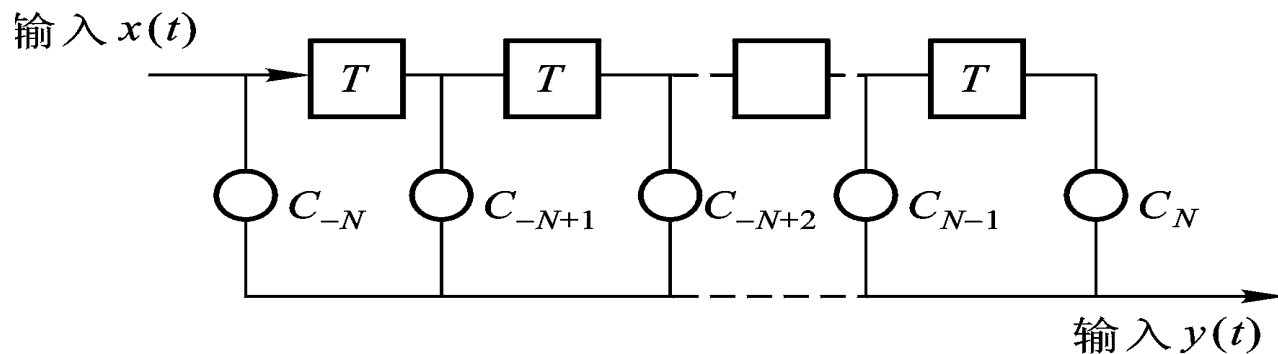 输入 x(t)
T
T
T
C_{-N}
C_{-N+1}
C_{-N+2}
C_{N-1}
C_N
输入 y(t)